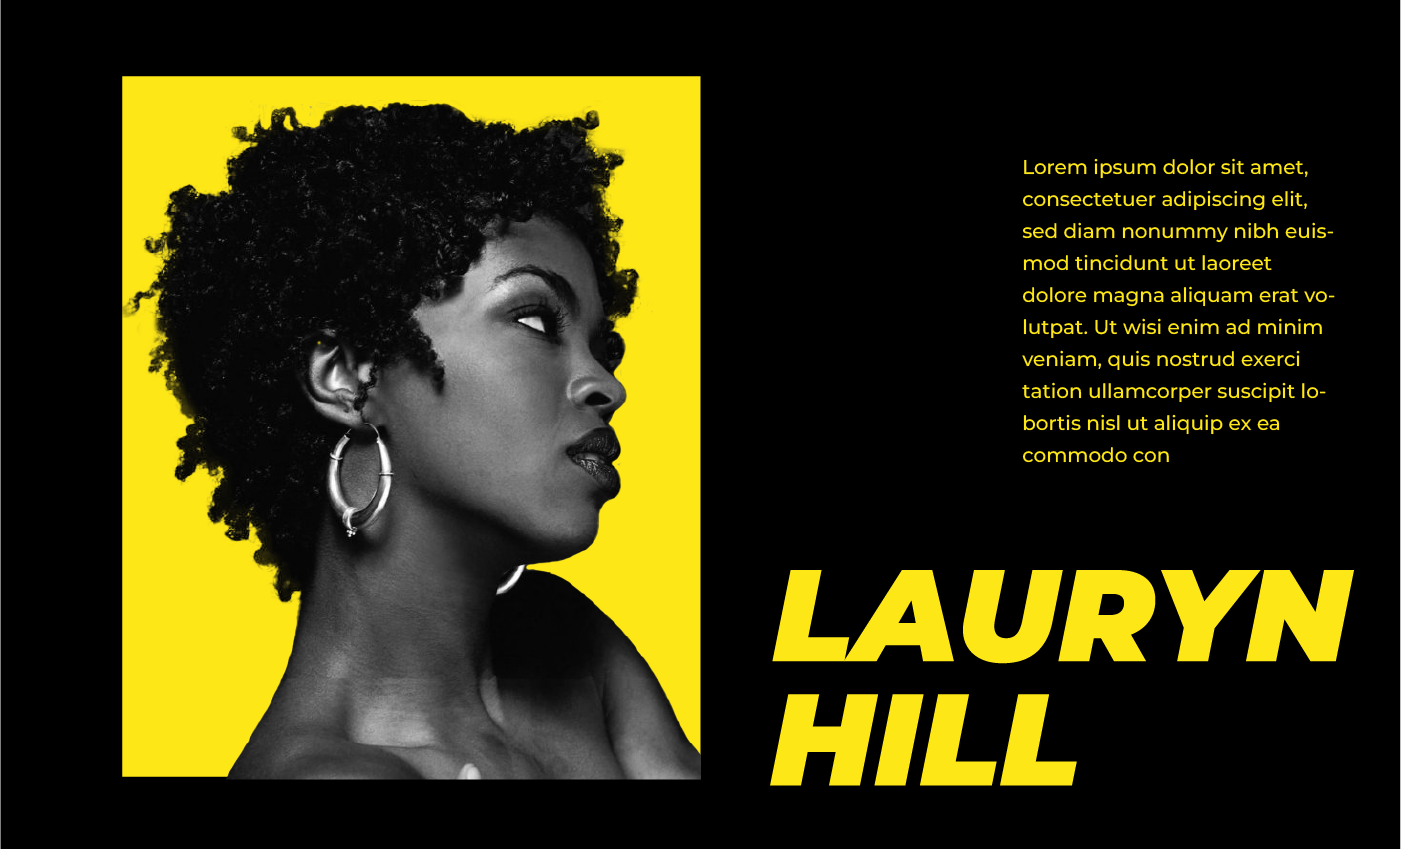 Lorem ipsum dolor sit amet,
consectetuer adipiscing elit,
sed diam nonummy nibh euis-
mod tincidunt ut laoreet
dolore magna aliquam erat vo-
lutpat. Ut wisi enim ad minim
veniam, quis nostrud exerci
tation ullamcorper suscipit lo-
bortis nisl ut aliquip ex ea
commodo con
LAURYN
HILL